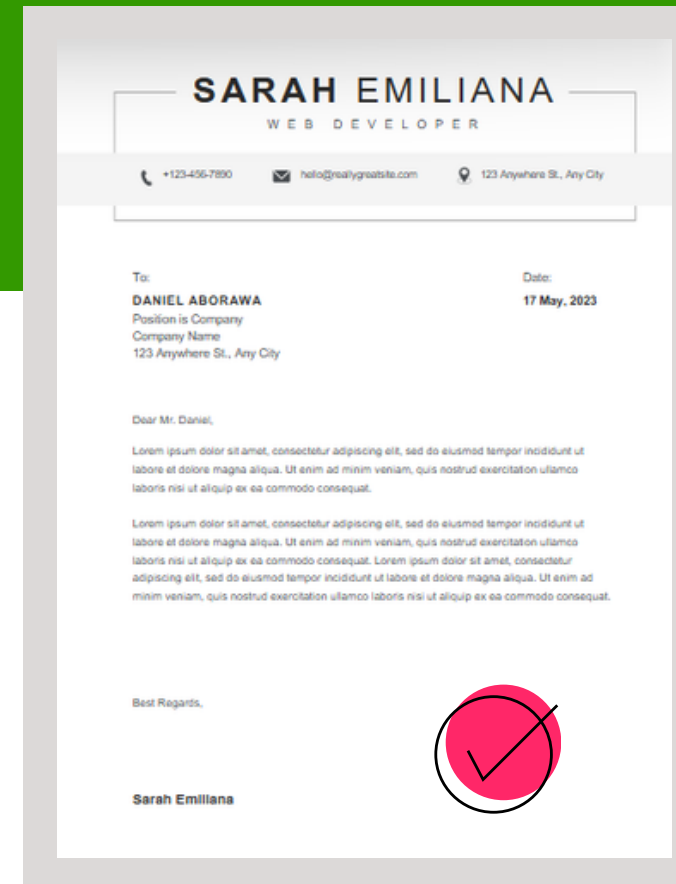 SARAH EMILIANA
WEB DEVELOPER
+123-456-7890 hello@reallygreatsite.com 123 Anywhere St., Any City
To: Date:
DANIEL ABORAWA 17 May, 2023
Position is Company
Company Name
123 Anywhere St., Any City
Dear Mr. Daniel,
Lorem ipsum dolor sit amet, consectetur adipiscing elit, sed do eiusmod tempor incididunt ut
labore et dolore magna aliqua. Ut enim ad minim veniam, quis nostrud exercitation ullamco
laboris nisi ut aliquip ex ea commodo consequat.
Lorem ipsum dolor sit amet, consectetur adipiscing elit, sed do eiusmod tempor incididunt ut
labore et dolore magna aliqua. Ut enim ad minim veniam, quis nostrud exercitation ullamco
laboris nisi ut aliquip ex ea commodo consequat. Lorem ipsum dolor sit amet, consectetur
adipiscing elit, sed do eiusmod tempor incididunt ut labore et dolore magna aliqua. Ut enim ad
minim veniam, quis nostrud exercitation ullamco laboris nisi ut aliquip ex ea commodo consequat.
Best Regards,
Sarah Emiliana